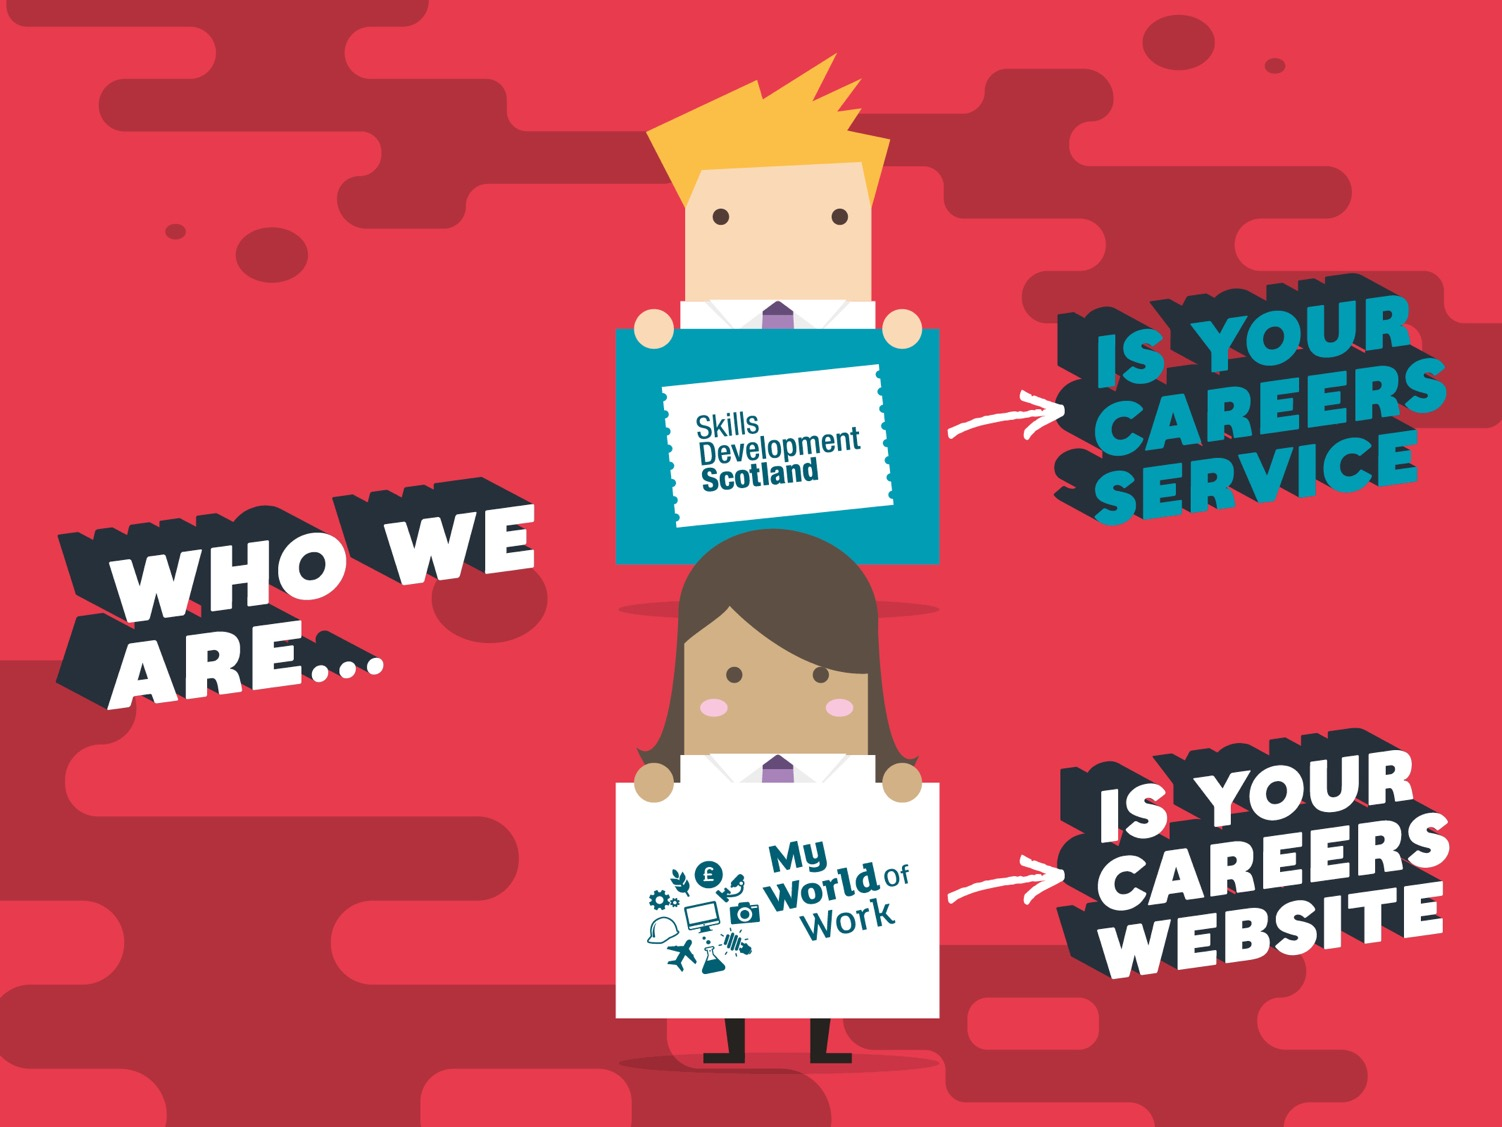 WHO WE
ARE...
Skills
Development
Scotland
IS YOUR
CAREERS
SERVICE
£
My
World of
Work
IS YOUR
CAREERS
WEBSITE